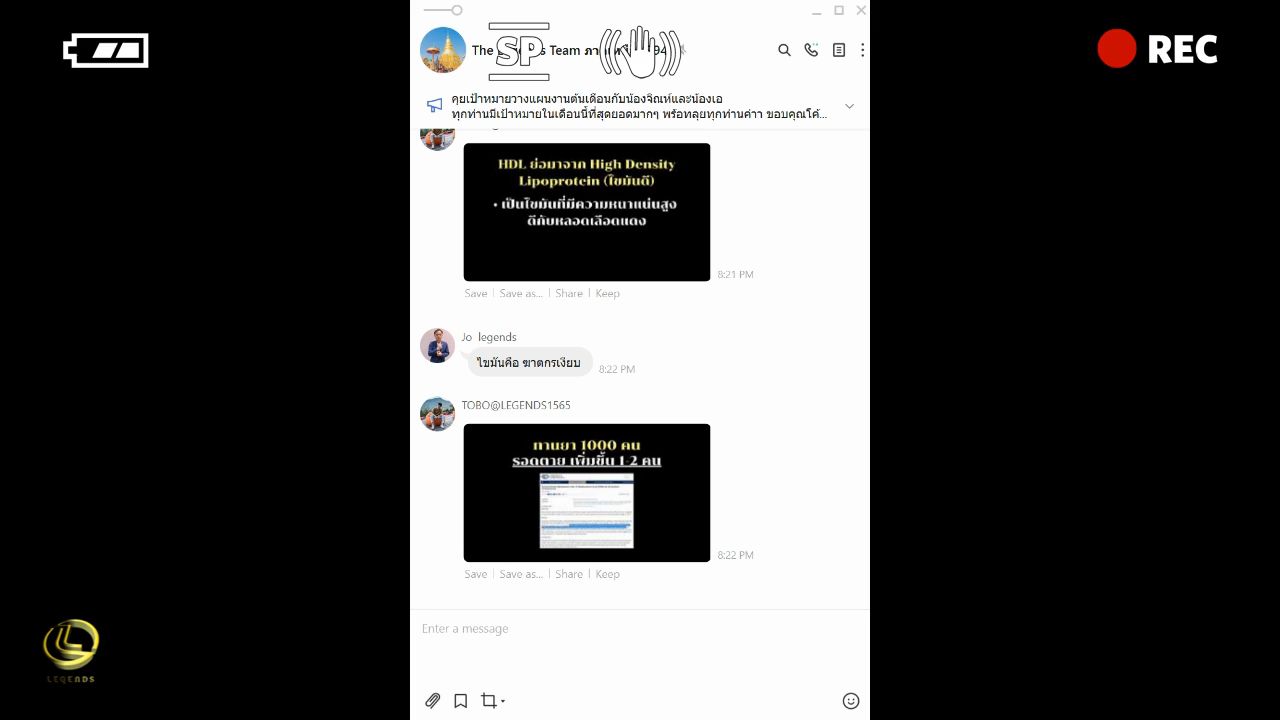 REC
SP
The
s Team
94
คุยเป้าหมายวางแผนงานต้นเดือนกับน้องจิณห์และน้องเอ
ทุกท่านมีเป้าหมายในเดือนนี้ที่สุดยอดมากๆ พร้อทลุยทุกท่านค่าา ขอบคุณโค้...
HDL ย่อมาจาก High Density
Lipoprotein (ไขมันดี)
• เป็นไขมันที่มีความหนาแน่นสูง
ดีกับหลอดเลือดแดง
8:21 PM
Save | Save as... | Share | Keep
Jo legends
ไขมันคือ ฆาตกรเงียบ
8:22 PM
TOBO@LEGENDS1565
ทานยา 1000 คน
รอดตาย เพิ่มขึ้น 1-2 คน
8:22 PM
Save | Save as... | Share | Keep
Enter a message
LEGENDS